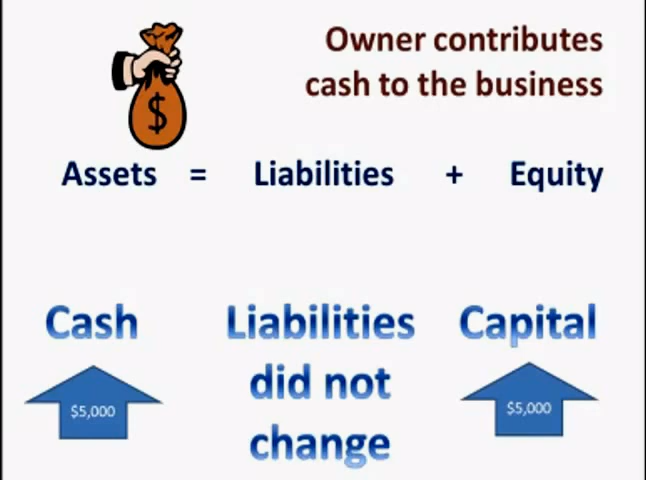 Owner contributes
cash to the business
$
Assets = Liabilities + Equity
Cash Liabilities Capital
did not
change
$5,000 $5,000